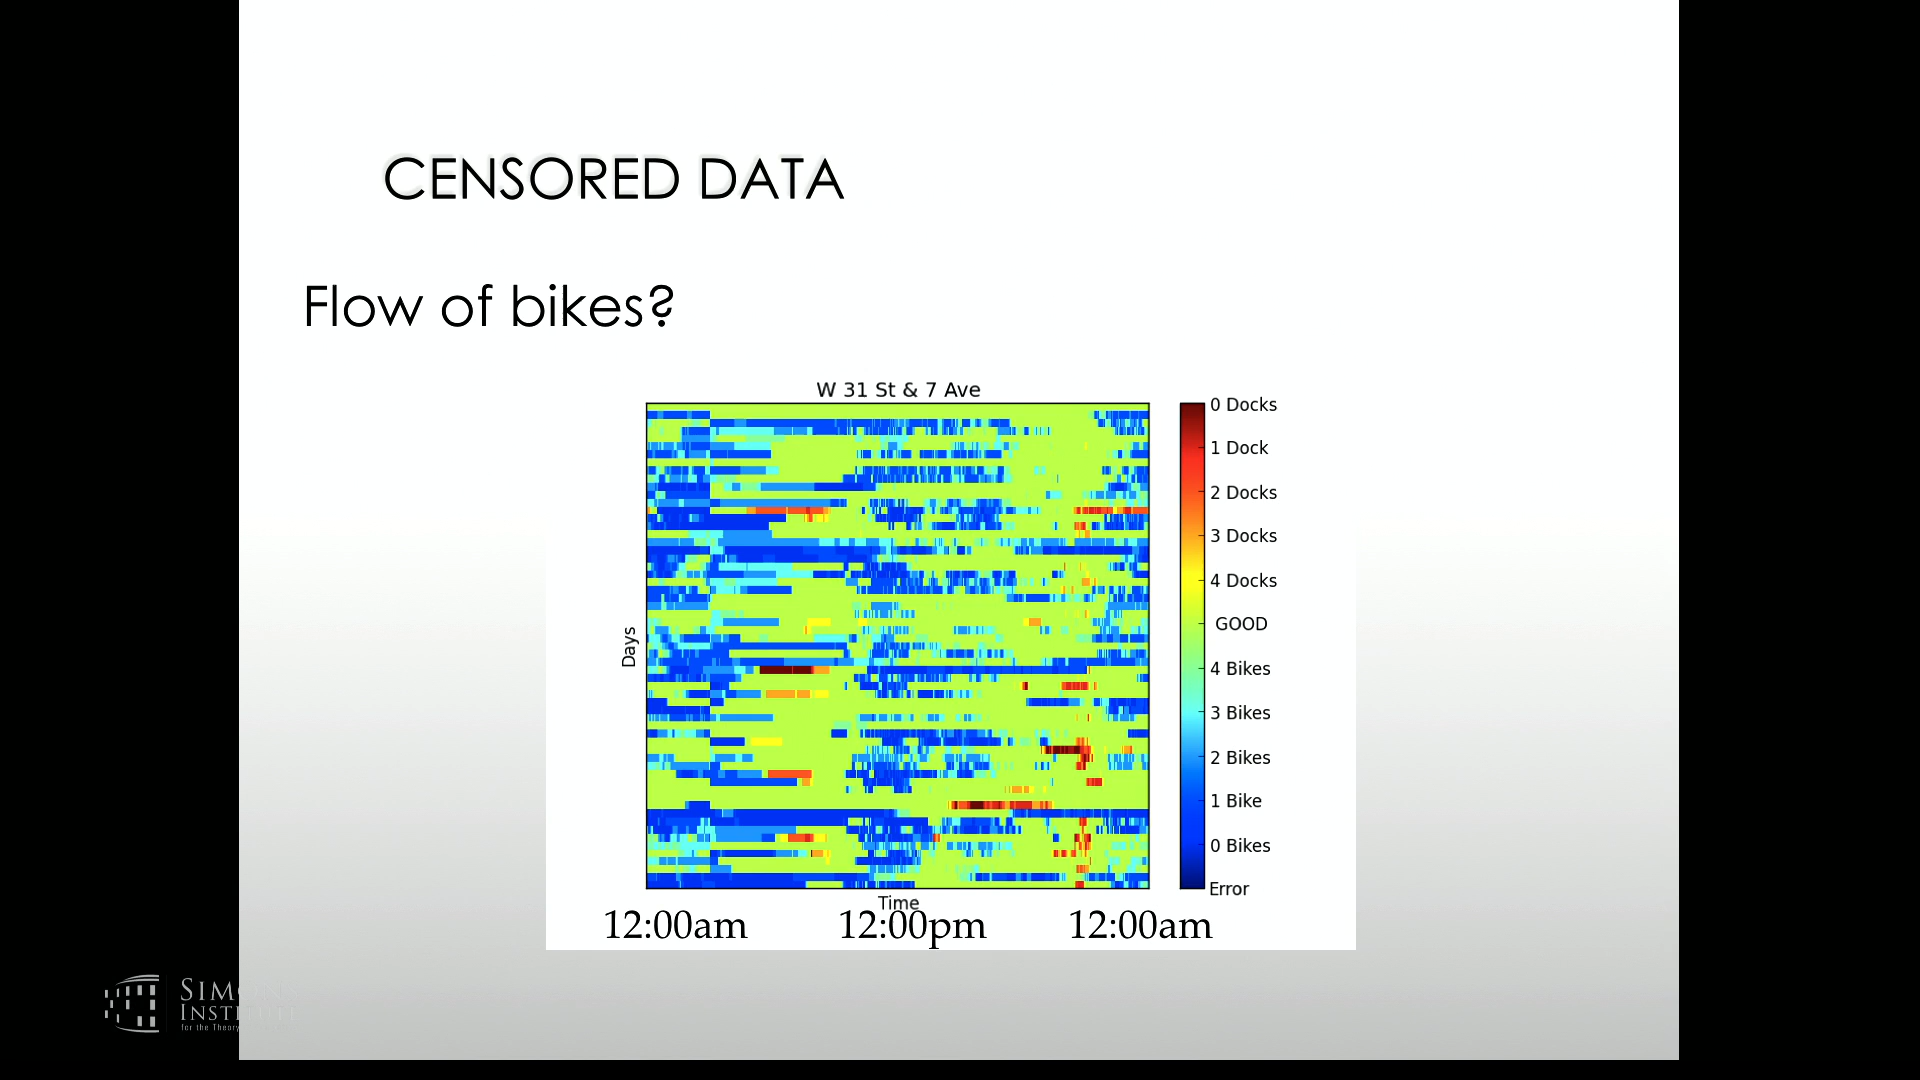 CENSORED DATA
Flow of bikes?
W 31 St & 7 Ave
0 Docks
1 Dock
2 Docks
3 Docks
4 Docks
GOOD
4 Bikes
3 Bikes
2 Bikes
1 Bike
0 Bikes
Error
Days
Time
12:00am
12:00pm
12:00am
for the Theory